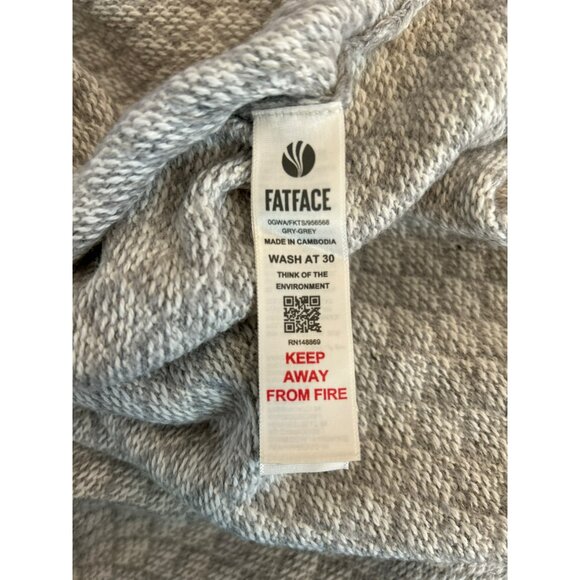 FATFACE
0GWA/FKTS/956568
GRY-GREY
MADE IN CAMBODIA
WASH AT 30
THINK OF THE
ENVIRONMENT
RN148869
KEEP
AWAY
FROM FIRE